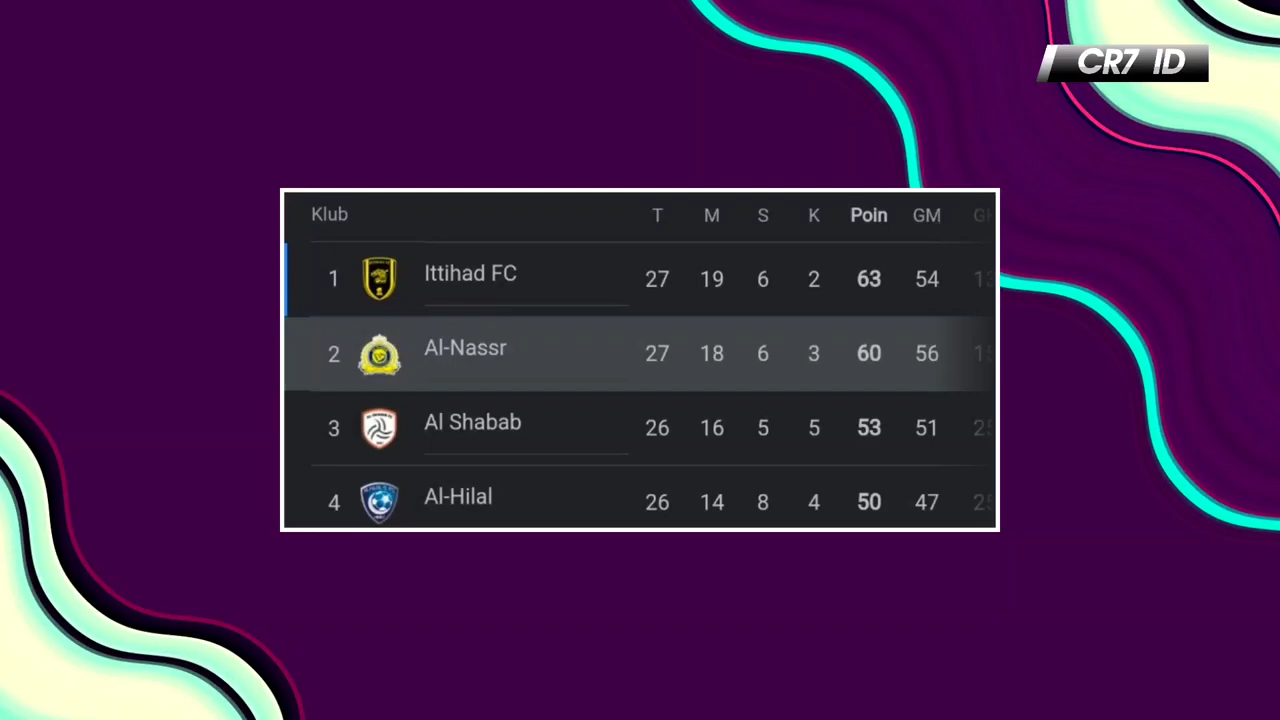 CR7 ID
Klub T M S K Poin GM
1 Ittihad FC 27 19 6 2 63 54
2 Al-Nassr 27 18 6 3 60 56
3 Al Shabab 26 16 5 5 53 51
4 Al-Hilal 26 14 8 4 50 47